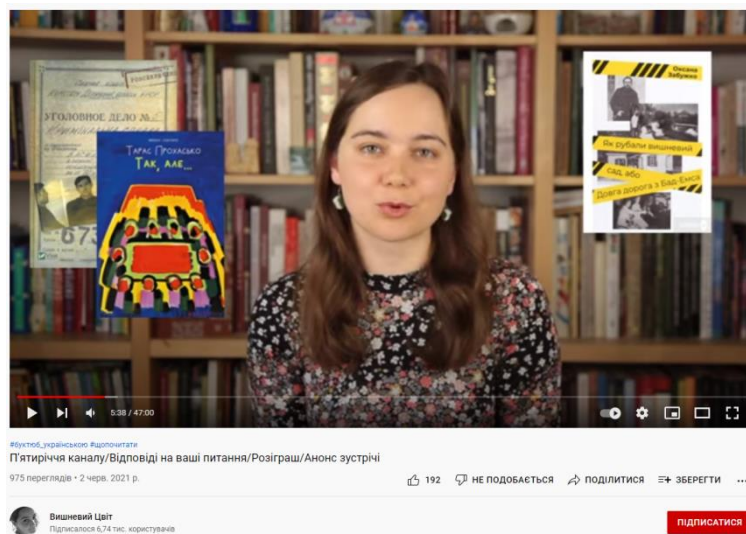 УГОЛОВНОЕ ДЕЛО №
ТАРАС ПРОХАСЬКО
ТАК, АЛЕ...
Оксана
Забужко
Як рубали вишневий
сад, або
Довга дорога з Бад-Емса
5:38 / 47:00
#буктюб_українською #щопочитати
П'ятиріччя каналу/Відповіді на ваші питання/Розіграш/Анонс зустрічі
975 переглядів • 2 черв. 2021 р.
192 НЕ ПОДОБАЄТЬСЯ ПОДІЛИТИСЯ ЗБЕРЕГТИ
Вишневий Цвіт
Підписалося 6,74 тис. користувачів
ПІДПИСАТИСЯ